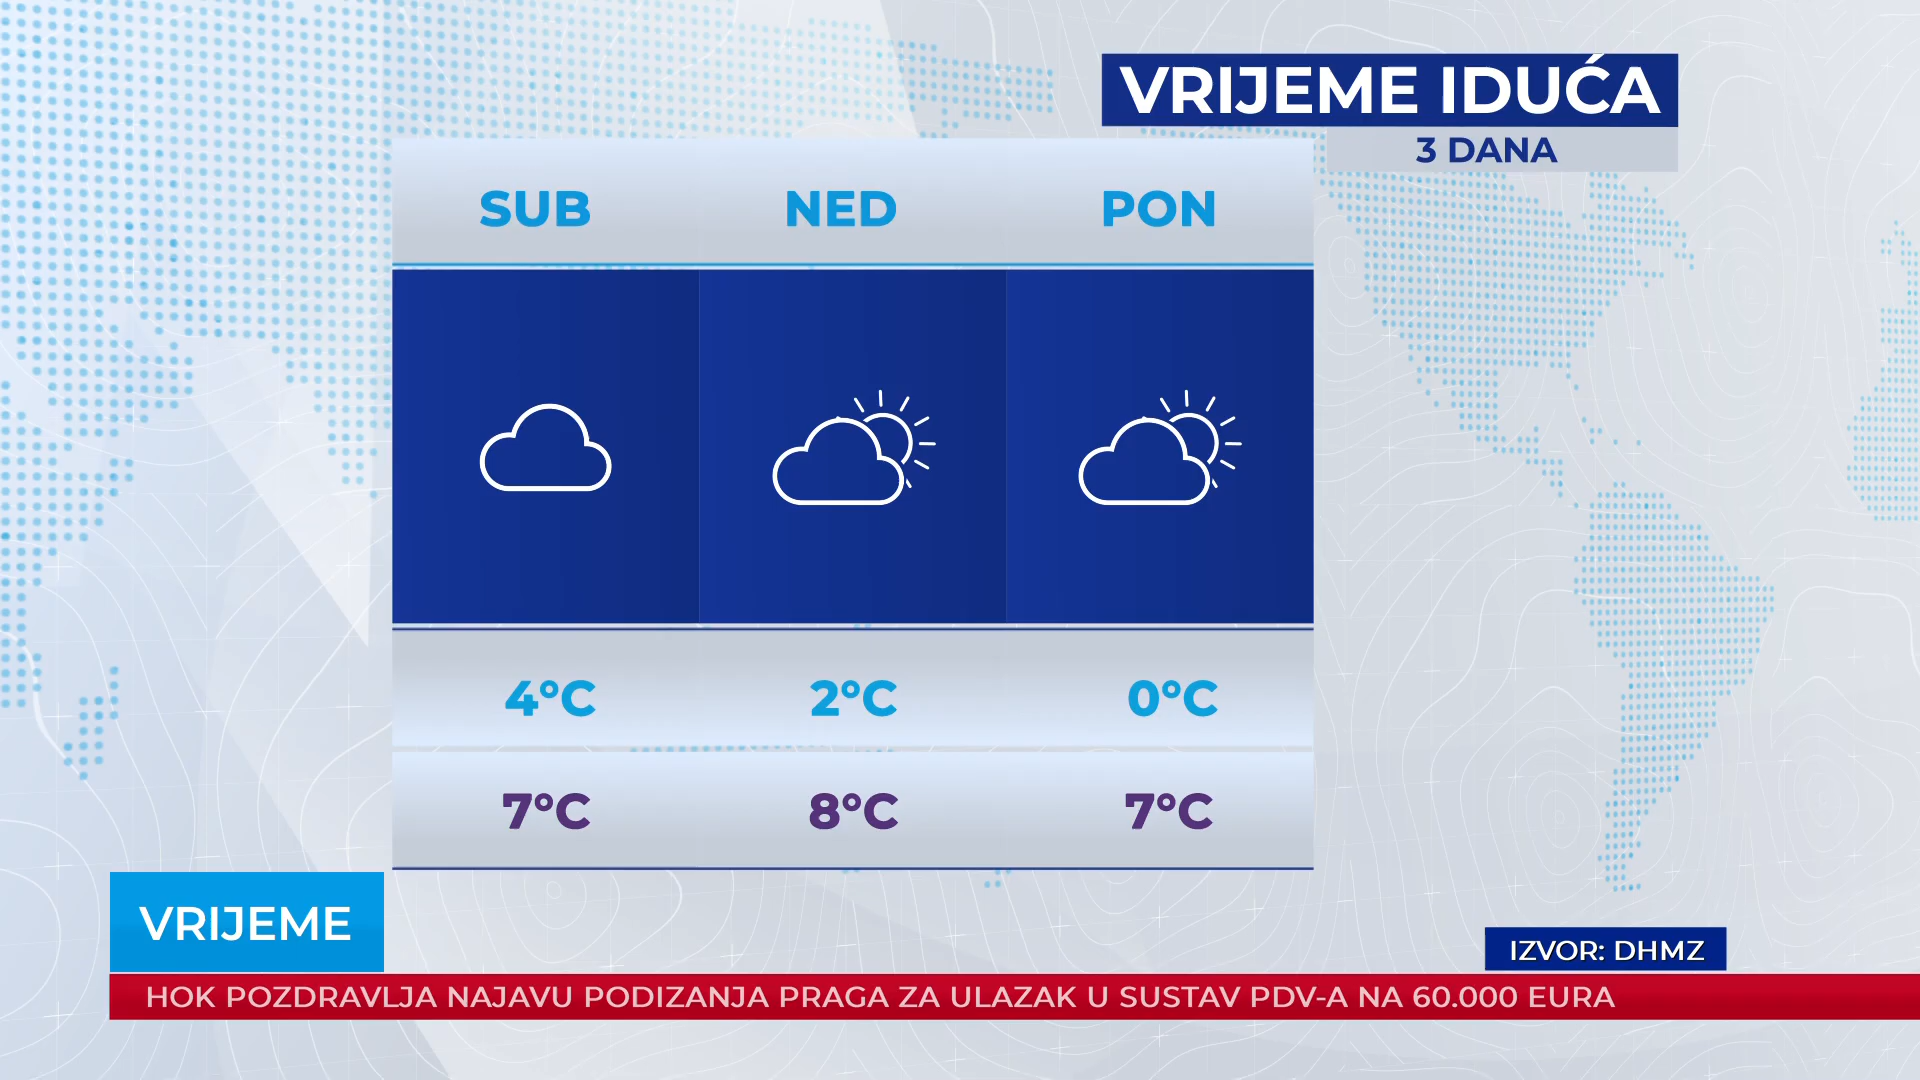 VRIJEME IDUĆA
3 DANA
SUB NED PON
4°C 2°C 0°C
7°C 8°C 7°C
VRIJEME
IZVOR: DHMZ
HOK POZDRAVLJA NAJAVU PODIZANJA PRAGA ZA ULAZAK U SUSTAV PDV-A NA 60.000 EURA